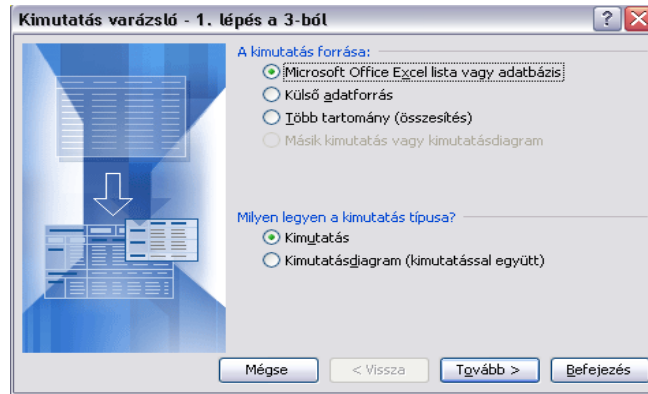 Kimutatás varázsló - 1. lépés a 3-ból
A kimutatás forrása:
Microsoft Office Excel lista vagy adatbázis
Külső adatforrás
Több tartomány (összesítés)
Másik kimutatás vagy kimutatásdiagram
Milyen legyen a kimutatás típusa?
Kimutatás
Kimutatásdiagram (kimutatással együtt)
Mégse
< Vissza
Tovább >
Befejezés